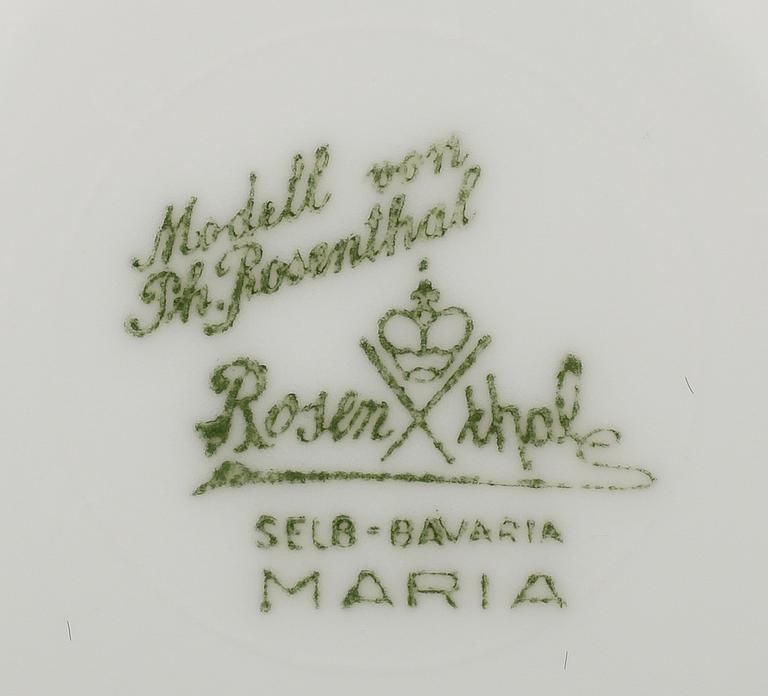 Modell von
Ph. Rosenthal
Rosenthal
SELB-BAVARIA
MARIA